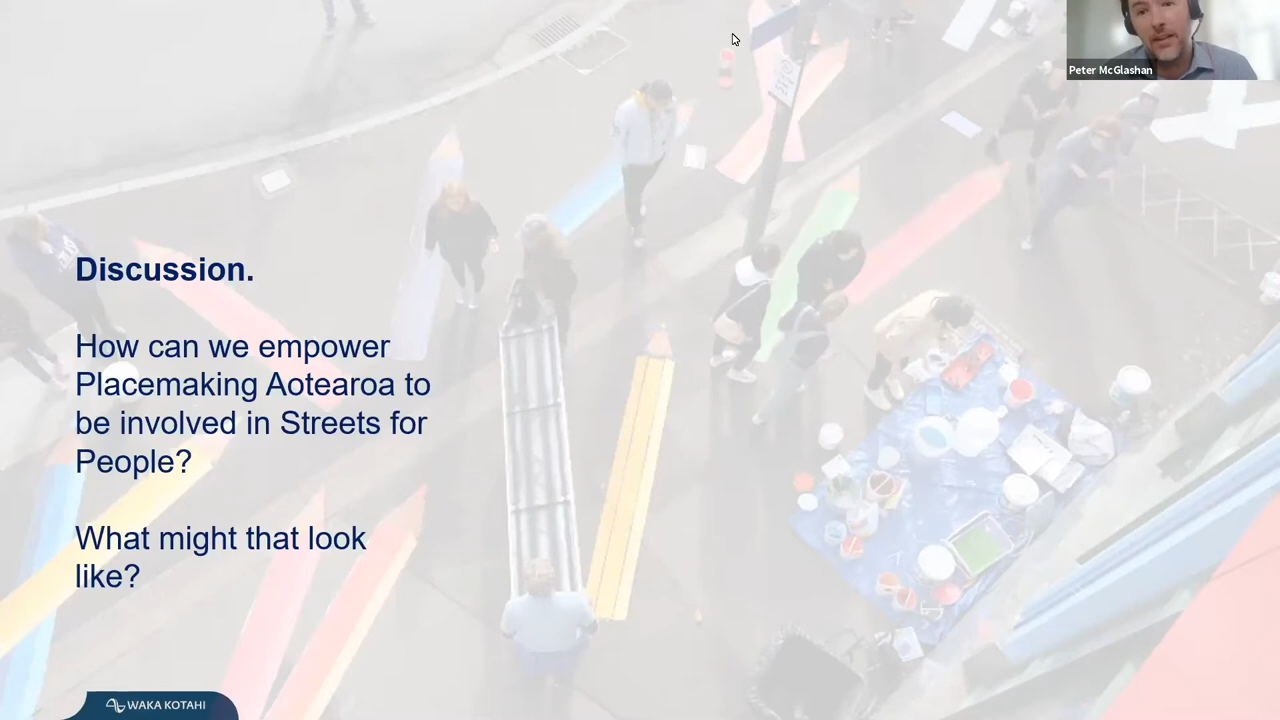 Peter McGlashan
Discussion.
How can we empower
Placemaking Aotearoa to
be involved in Streets for
People?
What might that look
like?
WAKA KOTAHI